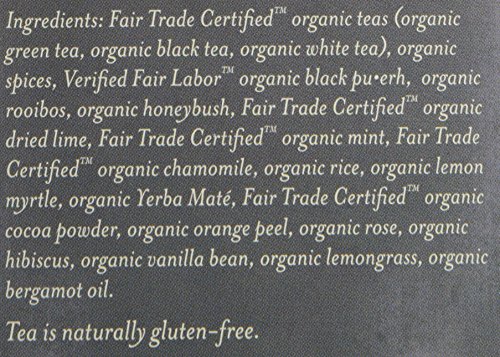 Ingredients: Fair Trade Certified™ organic teas (organic
green tea, organic black tea, organic white tea), organic
spices, Verified Fair Labor™ organic black pu•erh, organic
rooibos, organic honeybush, Fair Trade Certified™ organic
dried lime, Fair Trade Certified™ organic mint, Fair Trade
Certified™ organic chamomile, organic rice, organic lemon
myrtle, organic Yerba Maté, Fair Trade Certified™ organic
cocoa powder, organic orange peel, organic rose, organic
hibiscus, organic vanilla bean, organic lemongrass, organic
bergamot oil.
Tea is naturally gluten-free.